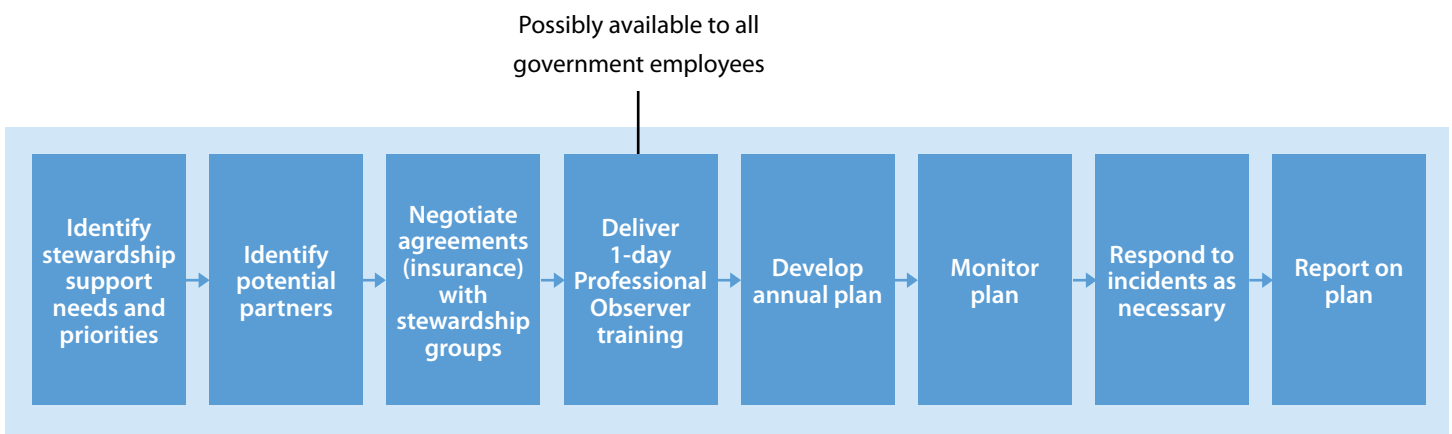 Possibly available to all
government employees
Identify
stewardship
support
needs and
priorities
Identify
potential
partners
Negotiate
agreements
(insurance)
with
stewardship
groups
Deliver
1-day
Professional
Observer
training
Develop
annual plan
Monitor
plan
Respond to
incidents as
necessary
Report on
plan